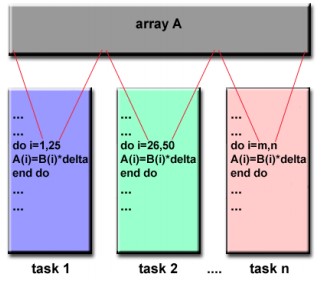 array A
...
...
do i=1,25
A(i)=B(i)*delta
end do
...
...
...
...
do i=26,50
A(i)=B(i)*delta
end do
...
...
...
...
do i=m,n
A(i)=B(i)*delta
end do
...
...
task 1 task 2 .... task n